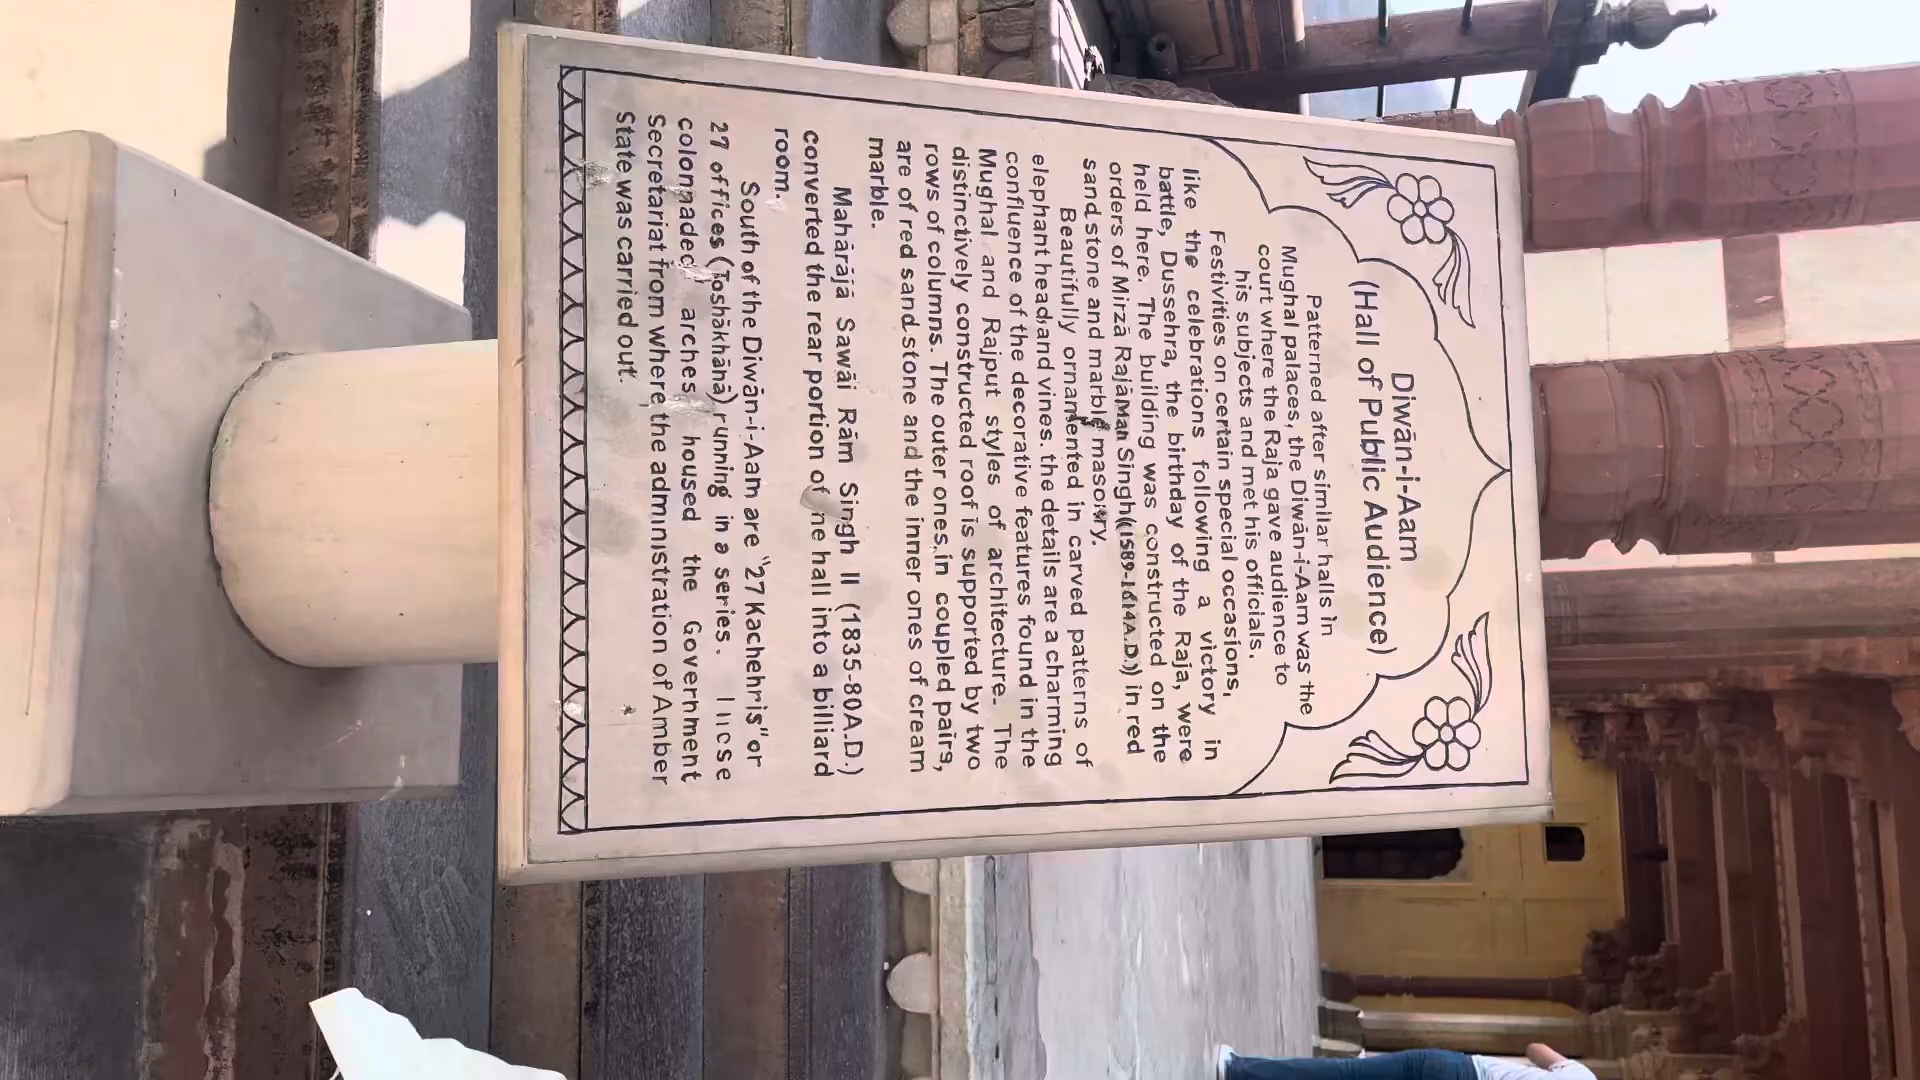 Diwān-i-Aam
(Hall of Public Audience)
Patterned after similar halls in
Mughal palaces, the Diwān-i-Aam was the
court where the Raja gave audience to
his subjects and met his officials.
Festivities on certain special occasions,
like the celebrations following a victory in
battle, Dussehra, the birthday of the Raja, were
held here. The building was constructed on the
orders of Mirzā Rajā Man Singh (1589-1614 A.D.) in red
sand stone and marble masonry.
Beautifully ornamented in carved patterns of
elephant head and vines. the details are a charming
confluence of the decorative features found in the
Mughal and Rajput styles of architecture. The
distinctively constructed roof is supported by two
rows of columns. The outer ones, in coupled pairs,
are of red sand stone and the inner ones of cream
marble.
Mahārājā Sawāi Rām Singh II (1835-80 A.D.)
converted the rear portion of hall into a billiard
room.
South of the Diwān-i-Aam are "27 Kachehris" or
27 offices (Toshākhānā) running in a series.
colonnaded arches housed the Government
Secretariat from where the administration of Amber
State was carried out.